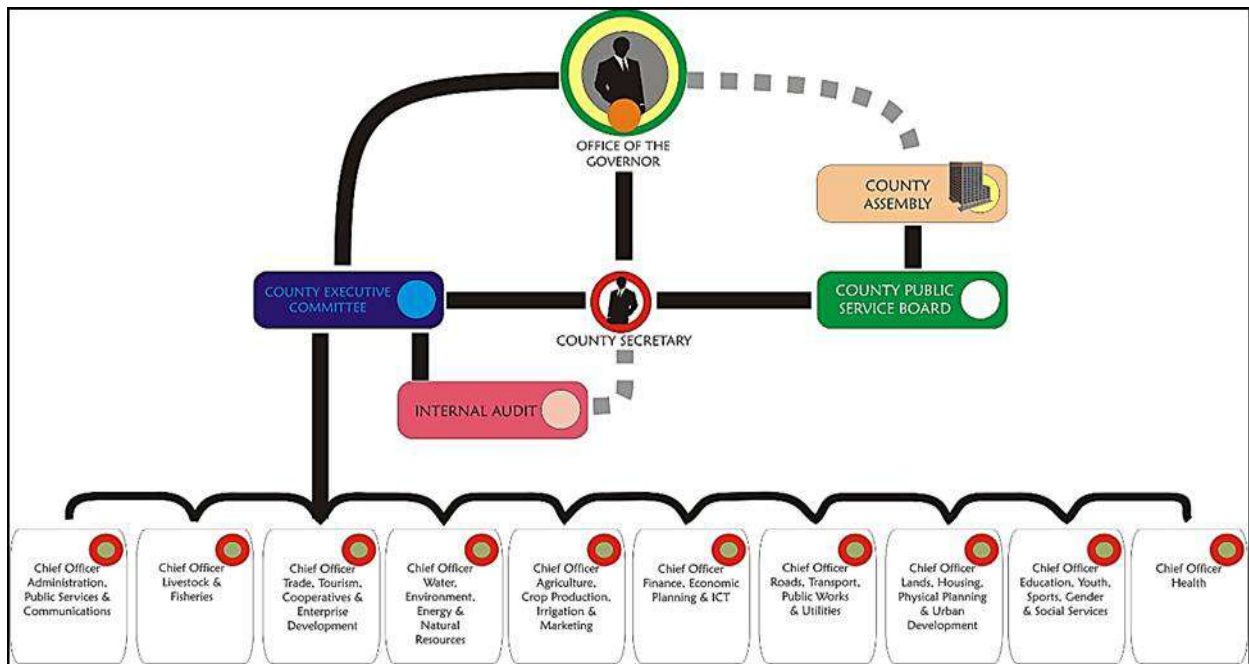 OFFICE OF THE
GOVERNOR
COUNTY
ASSEMBLY
COUNTY EXECUTIVE
COMMITTEE
COUNTY SECRETARY
COUNTY PUBLIC
SERVICE BOARD
INTERNAL AUDIT
Chief Officer
Administration,
Public Services &
Communications
Chief Officer
Livestock &
Fisheries
Chief Officer
Trade, Tourism,
Cooperatives &
Enterprise
Development
Chief Officer
Water,
Environment,
Energy &
Natural
Resources
Chief Officer
Agriculture,
Crop Production,
Irrigation &
Marketing
Chief Officer
Finance, Economic
Planning & ICT
Chief Officer
Roads, Transport,
Public Works
& Utilities
Chief Officer
Lands, Housing,
Physical Planning
& Urban
Development
Chief Officer
Education, Youth,
Sports, Gender
& Social Services
Chief Officer
Health